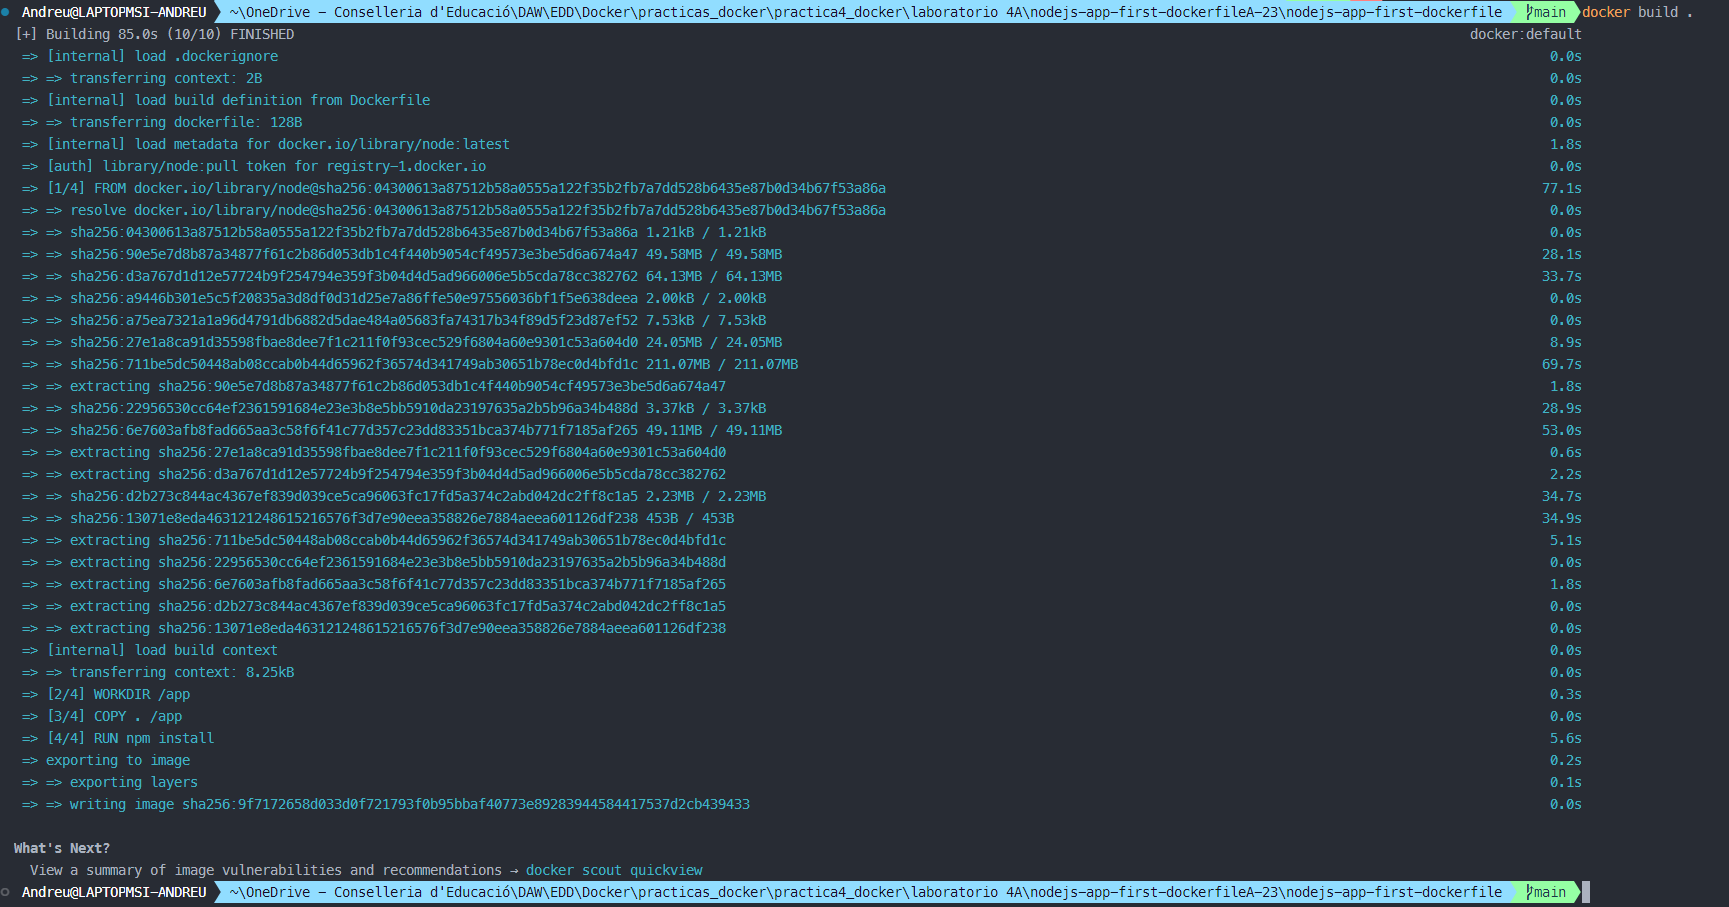 Andreu@LAPTOPMSI-ANDREU ~\OneDrive - Conselleria d'Educació\DAW\EDD\Docker\practicas_docker\practica4_docker\laboratorio 4A\nodejs-app-first-dockerfileA-23\nodejs-app-first-dockerfile main docker build .
[+] Building 85.0s (10/10) FINISHED docker:default
=> [internal] load .dockerignore 0.0s
=> => transferring context: 2B 0.0s
=> [internal] load build definition from Dockerfile 0.0s
=> => transferring dockerfile: 128B 0.0s
=> [internal] load metadata for docker.io/library/node:latest 1.8s
=> [auth] library/node:pull token for registry-1.docker.io 0.0s
=> [1/4] FROM docker.io/library/node@sha256:04300613a87512b58a0555a122f35b2fb7a7dd528b6435e87b0d34b67f53a86a 77.1s
=> => resolve docker.io/library/node@sha256:04300613a87512b58a0555a122f35b2fb7a7dd528b6435e87b0d34b67f53a86a 0.0s
=> => sha256:04300613a87512b58a0555a122f35b2fb7a7dd528b6435e87b0d34b67f53a86a 1.21kB / 1.21kB 0.0s
=> => sha256:90e5e7d8b87a34877f61c2b86d053db1c4f440b9054cf49573e3be5d6a674a47 49.58MB / 49.58MB 28.1s
=> => sha256:d3a767d1d12e57724b9f254794e359f3b04d4d5ad966006e5b5cda78cc382762 64.13MB / 64.13MB 33.7s
=> => sha256:a9446b301e5c5f20835a3d8df0d31d25e7a86ffe50e97556036bf1f5e638deea 2.00kB / 2.00kB 0.0s
=> => sha256:a75ea7321a1a96d4791db6882d5dae484a05683fa74317b34f89d5f23d87ef52 7.53kB / 7.53kB 0.0s
=> => sha256:27e1a8ca91d35598fbae8dee7f1c211f0f93cec529f6804a60e9301c53a604d0 24.05MB / 24.05MB 8.9s
=> => sha256:711be5dc50448ab08ccab0b44d65962f36574d341749ab30651b78ec0d4bfd1c 211.07MB / 211.07MB 69.7s
=> => extracting sha256:90e5e7d8b87a34877f61c2b86d053db1c4f440b9054cf49573e3be5d6a674a47 1.8s
=> => sha256:22956530cc64ef2361591684e23e3b8e5bb5910da23197635a2b5b96a34b488d 3.37kB / 3.37kB 28.9s
=> => sha256:6e7603afb8fad665aa3c58f6f41c77d357c23dd83351bca374b771f7185af265 49.11MB / 49.11MB 53.0s
=> => extracting sha256:27e1a8ca91d35598fbae8dee7f1c211f0f93cec529f6804a60e9301c53a604d0 0.6s
=> => extracting sha256:d3a767d1d12e57724b9f254794e359f3b04d4d5ad966006e5b5cda78cc382762 2.2s
=> => sha256:d2b273c844ac4367ef839d039ce5ca96063fc17fd5a374c2abd042dc2ff8c1a5 2.23MB / 2.23MB 34.7s
=> => sha256:13071e8eda463121248615216576f3d7e90eea358826e7884aeea601126df238 453B / 453B 34.9s
=> => extracting sha256:711be5dc50448ab08ccab0b44d65962f36574d341749ab30651b78ec0d4bfd1c 5.1s
=> => extracting sha256:22956530cc64ef2361591684e23e3b8e5bb5910da23197635a2b5b96a34b488d 0.0s
=> => extracting sha256:6e7603afb8fad665aa3c58f6f41c77d357c23dd83351bca374b771f7185af265 1.8s
=> => extracting sha256:d2b273c844ac4367ef839d039ce5ca96063fc17fd5a374c2abd042dc2ff8c1a5 0.0s
=> => extracting sha256:13071e8eda463121248615216576f3d7e90eea358826e7884aeea601126df238 0.0s
=> [internal] load build context 0.0s
=> => transferring context: 8.25kB 0.0s
=> [2/4] WORKDIR /app 0.3s
=> [3/4] COPY . /app 0.0s
=> [4/4] RUN npm install 5.6s
=> exporting to image 0.2s
=> => exporting layers 0.1s
=> => writing image sha256:9f7172658d033d0f721793f0b95bbaf40773e89283944584417537d2cb439433 0.0s
What's Next?
View a summary of image vulnerabilities and recommendations → docker scout quickview
Andreu@LAPTOPMSI-ANDREU ~\OneDrive - Conselleria d'Educació\DAW\EDD\Docker\practicas_docker\practica4_docker\laboratorio 4A\nodejs-app-first-dockerfileA-23\nodejs-app-first-dockerfile main